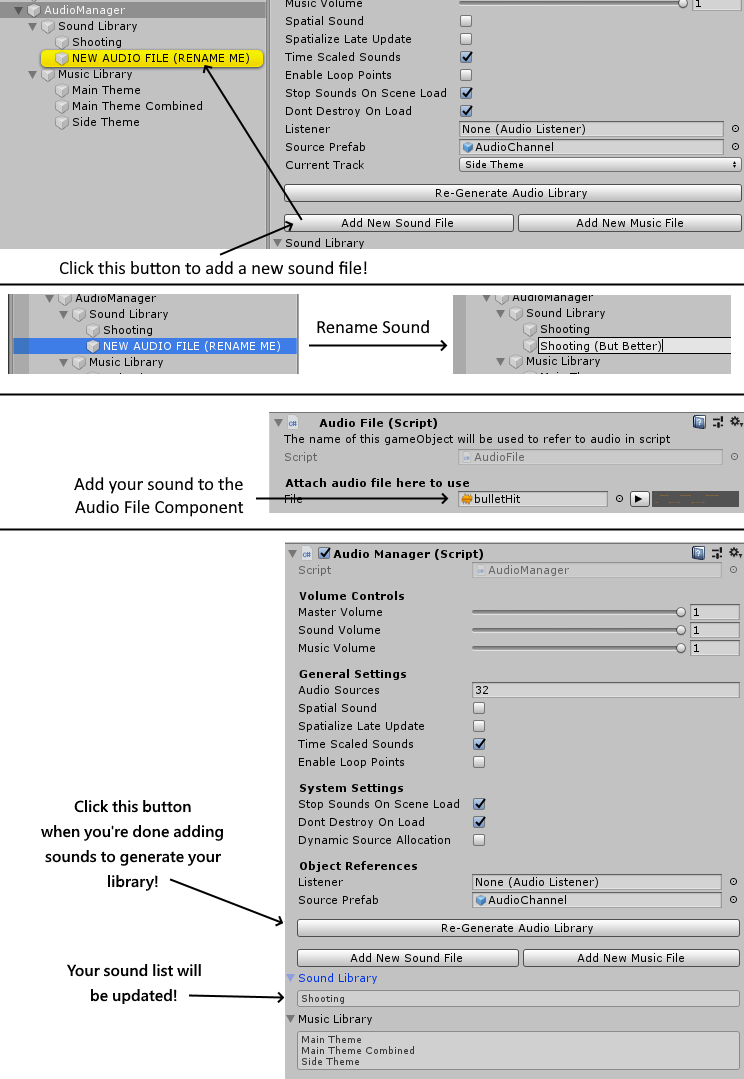 AudioManager
Sound Library
Shooting
NEW AUDIO FILE (RENAME ME)
Music Library
Main Theme
Main Theme Combined
Side Theme
Music Volume 1
Spatial Sound
Spatialize Late Update
Time Scaled Sounds
Enable Loop Points
Stop Sounds On Scene Load
Dont Destroy On Load
Listener None (Audio Listener)
Source Prefab AudioChannel
Current Track Side Theme
Re-Generate Audio Library
Add New Sound File Add New Music File
Sound Library
Click this button to add a new sound file!
AudioManager
Sound Library
Shooting
NEW AUDIO FILE (RENAME ME)
Music Library
Rename Sound
AudioManager
Sound Library
Shooting
Shooting (But Better)
Music Library
Audio File (Script)
The name of this gameObject will be used to refer to audio in script
Script AudioFile
Attach audio file here to use
File bulletHit
Add your sound to the
Audio File Component
Audio Manager (Script)
Script AudioManager
Volume Controls
Master Volume 1
Sound Volume 1
Music Volume 1
General Settings
Audio Sources 32
Spatial Sound
Spatialize Late Update
Time Scaled Sounds
Enable Loop Points
System Settings
Stop Sounds On Scene Load
Dont Destroy On Load
Dynamic Source Allocation
Object References
Listener None (Audio Listener)
Source Prefab AudioChannel
Re-Generate Audio Library
Add New Sound File Add New Music File
Sound Library
Shooting
Music Library
Main Theme
Main Theme Combined
Side Theme
Click this button
when you're done adding
sounds to generate your
library!
Your sound list will
be updated!